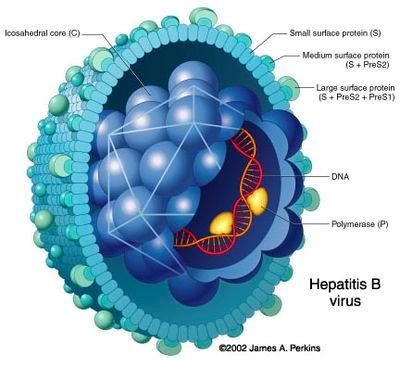 Icosahedral core (C)
Small surface protein (S)
Medium surface protein
(S + PreS2)
Large surface protein
(S + PreS2 + PreS1)
DNA
Polymerase (P)
Hepatitis B
virus
©2002 James A. Perkins